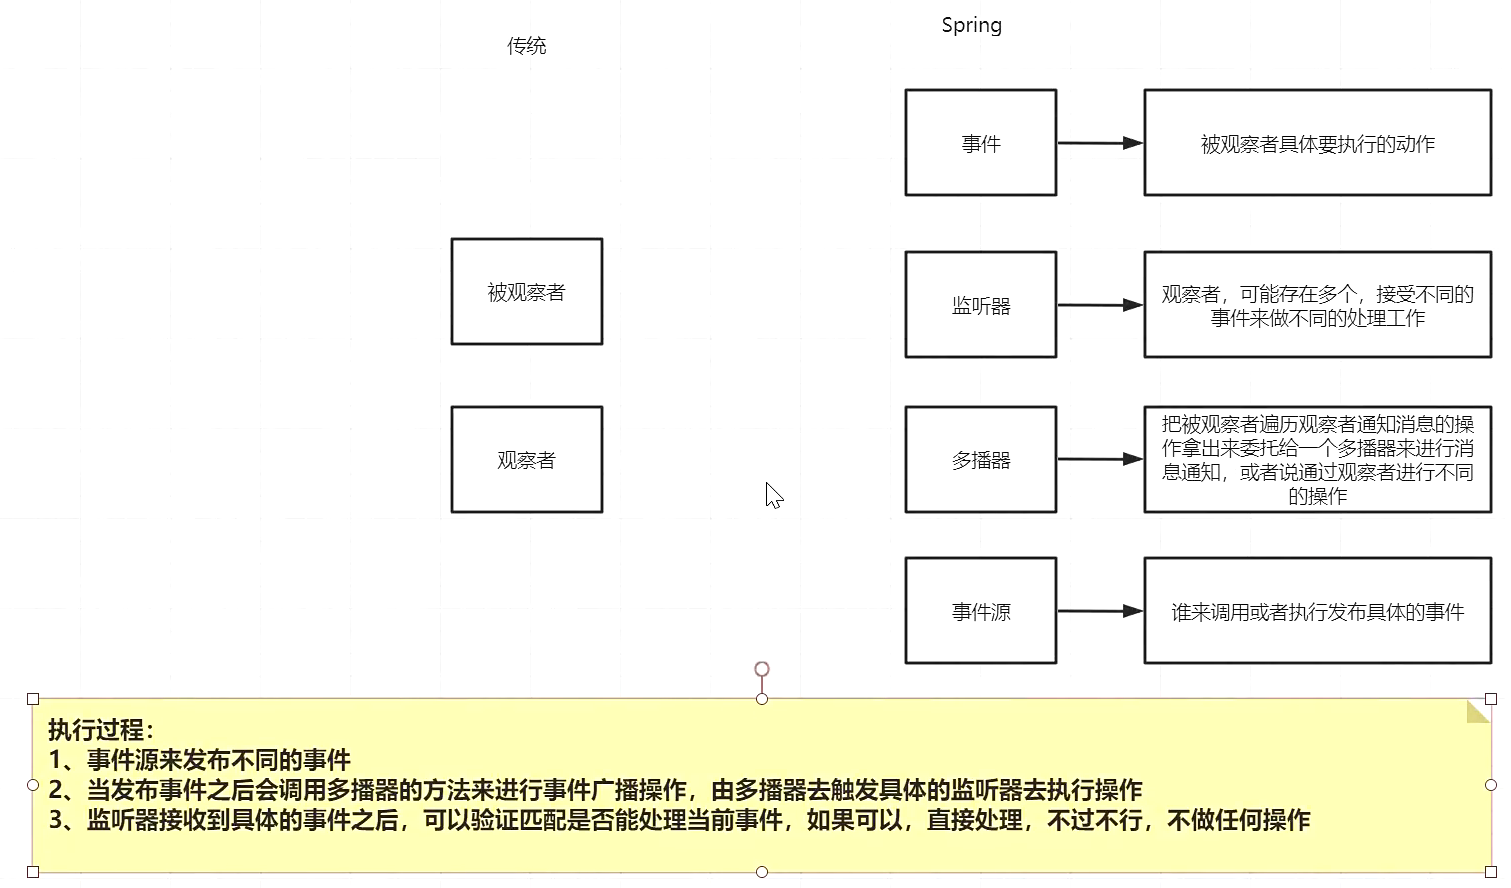 传统
Spring
事件
被观察者具体要执行的动作
被观察者
监听器
观察者，可能存在多个，接受不同的
事件来做不同的处理工作
观察者
多播器
把被观察者遍历观察者通知消息的操
作拿出来委托给一个多播器来进行消
息通知，或者说通过观察者进行不同
的操作
事件源
谁来调用或者执行发布具体的事件
执行过程：
1、事件源来发布不同的事件
2、当发布事件之后会调用多播器的方法来进行事件广播操作，由多播器去触发具体的监听器去执行操作
3、监听器接收到具体的事件之后，可以验证匹配是否能处理当前事件，如果可以，直接处理，不过不行，不做任何操作